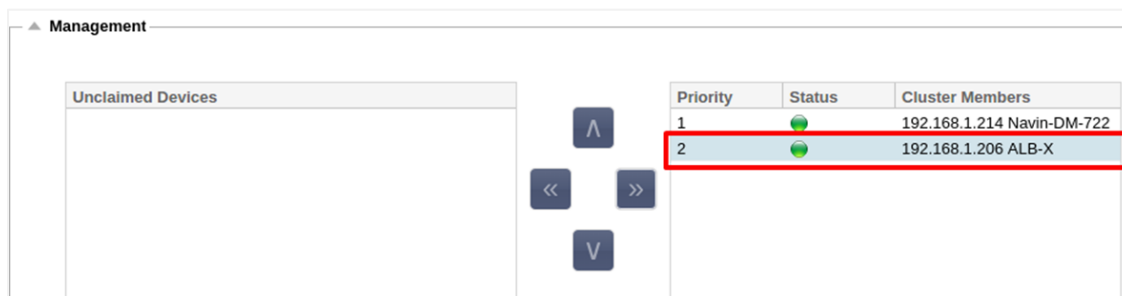 Management
Unclaimed Devices
Priority Status Cluster Members
1 192.168.1.214 Navin-DM-722
2 192.168.1.206 ALB-X